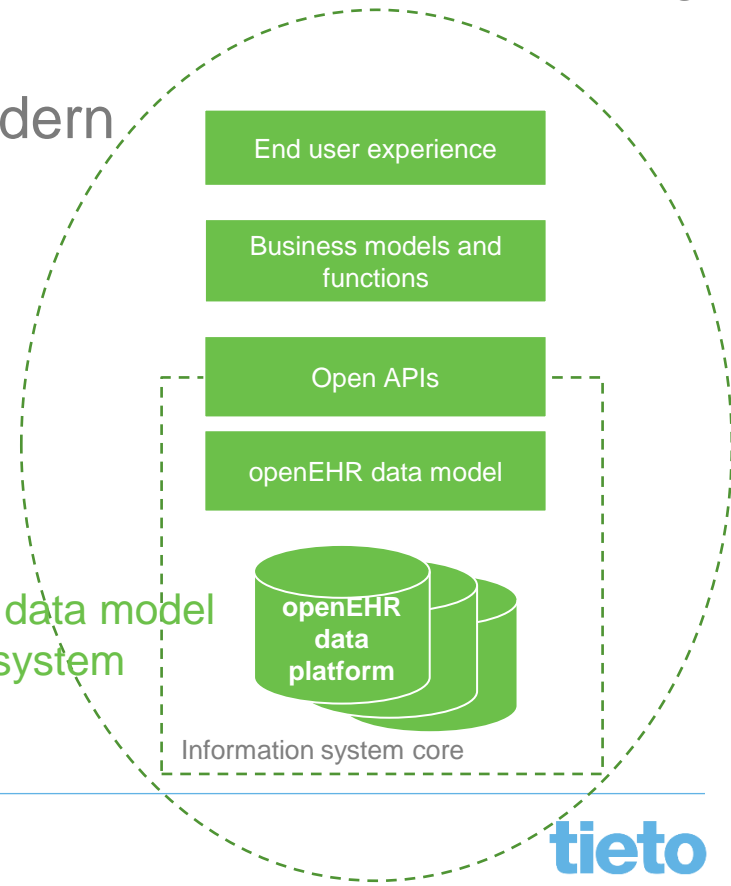 dern
End user experience
Business models and
functions
Open APIs
openEHR data model
data model
system
openEHR
data
platform
Information system core
tieto